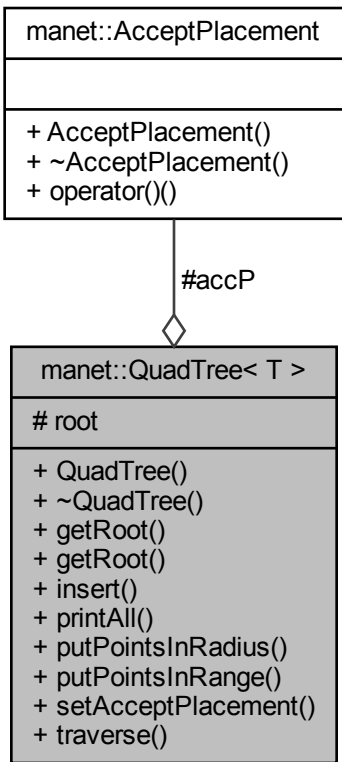 manet::AcceptPlacement
+ AcceptPlacement()
+ ~AcceptPlacement()
+ operator()()
#accP
manet::QuadTree< T >
# root
+ QuadTree()
+ ~QuadTree()
+ getRoot()
+ getRoot()
+ insert()
+ printAll()
+ putPointsInRadius()
+ putPointsInRange()
+ setAcceptPlacement()
+ traverse()